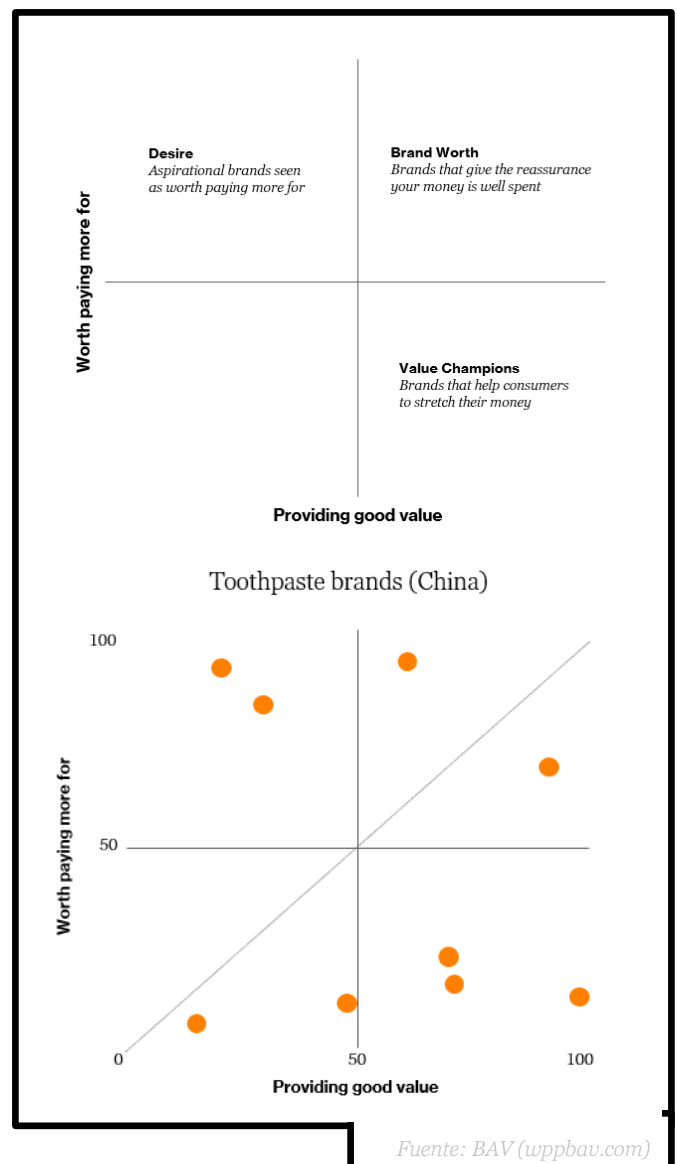 Desire
Aspirational brands seen
as worth paying more for
Brand Worth
Brands that give the reassurance
your money is well spent
Worth paying more for
Value Champions
Brands that help consumers
to stretch their money
Providing good value
Toothpaste brands (China)
100
Worth paying more for
50
0
50
100
Providing good value
Fuente: BAV (wppbav.com)